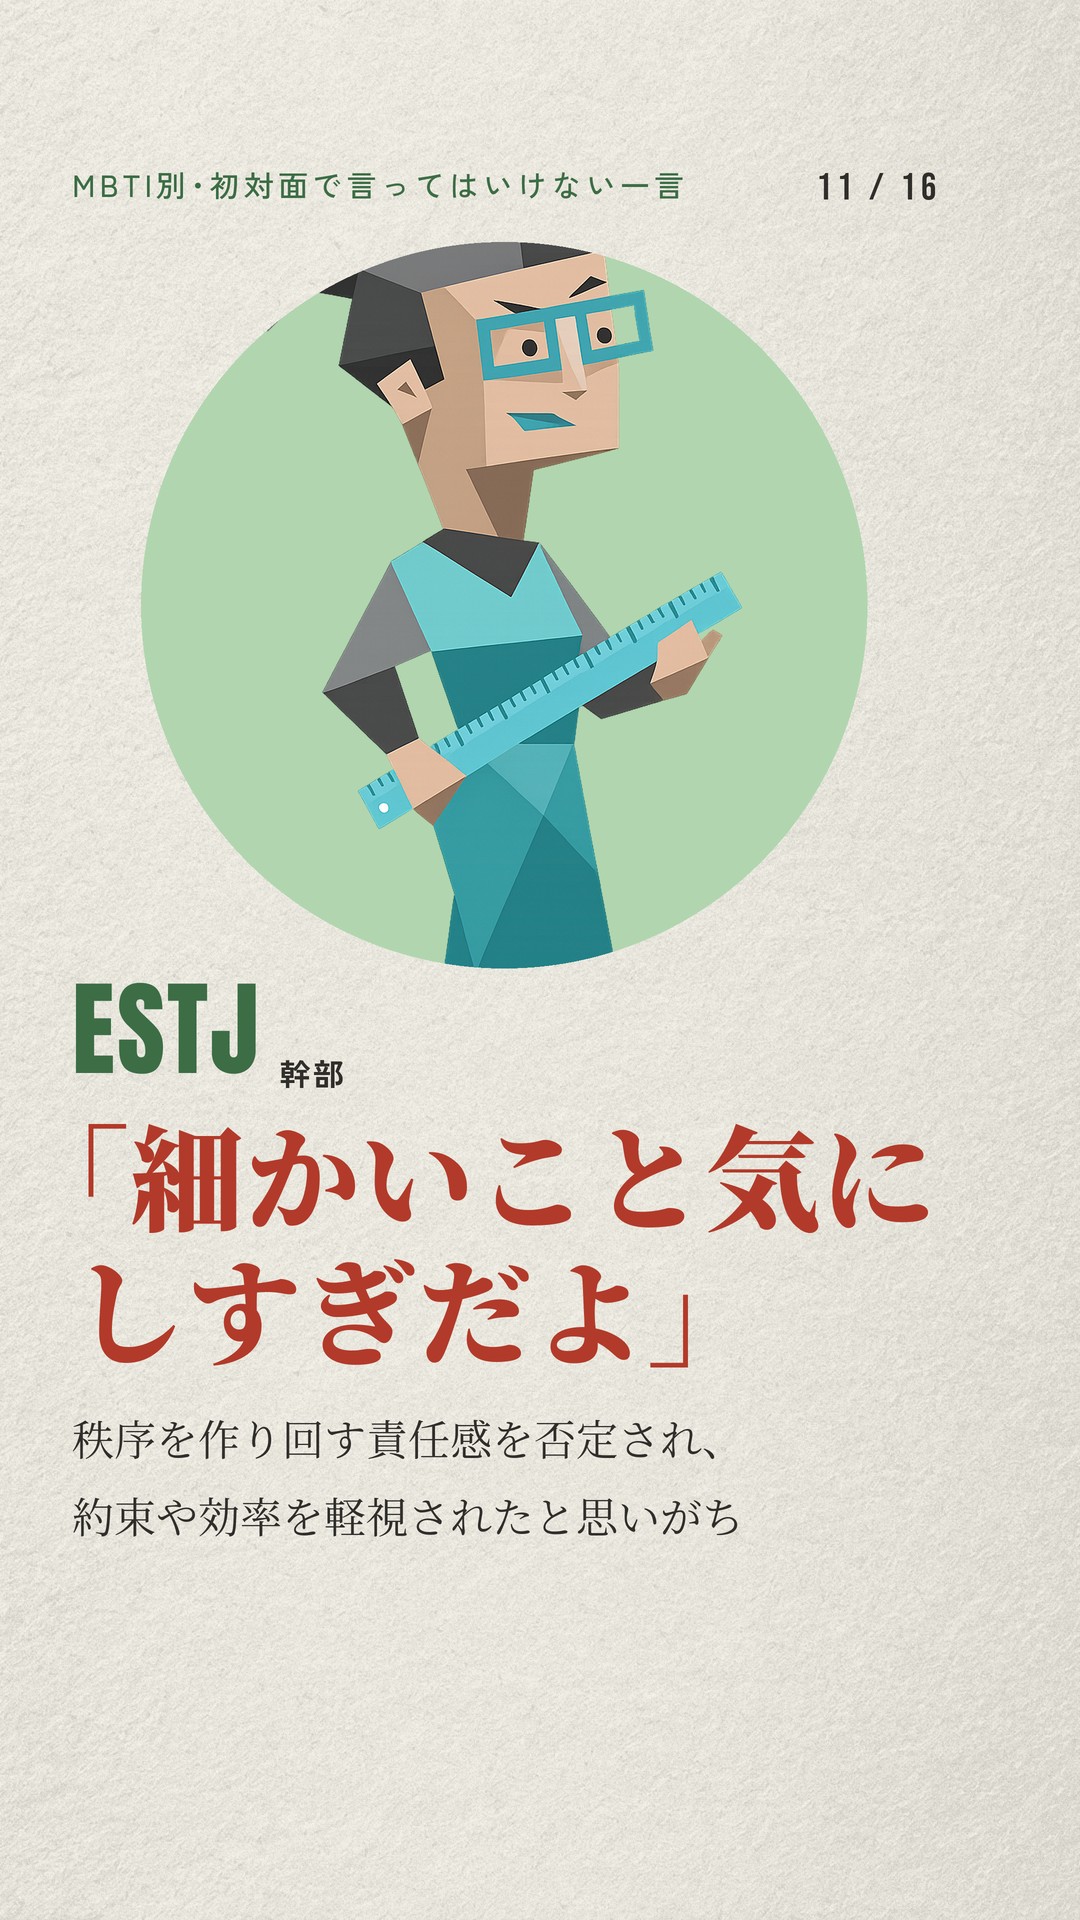 MBTI別・初対面で言ってはいけない一言
11 / 16
ESTJ 幹部
「細かいこと気に
しすぎだよ」
秩序を作り回す責任感を否定され、
約束や効率を軽視されたと思いがち